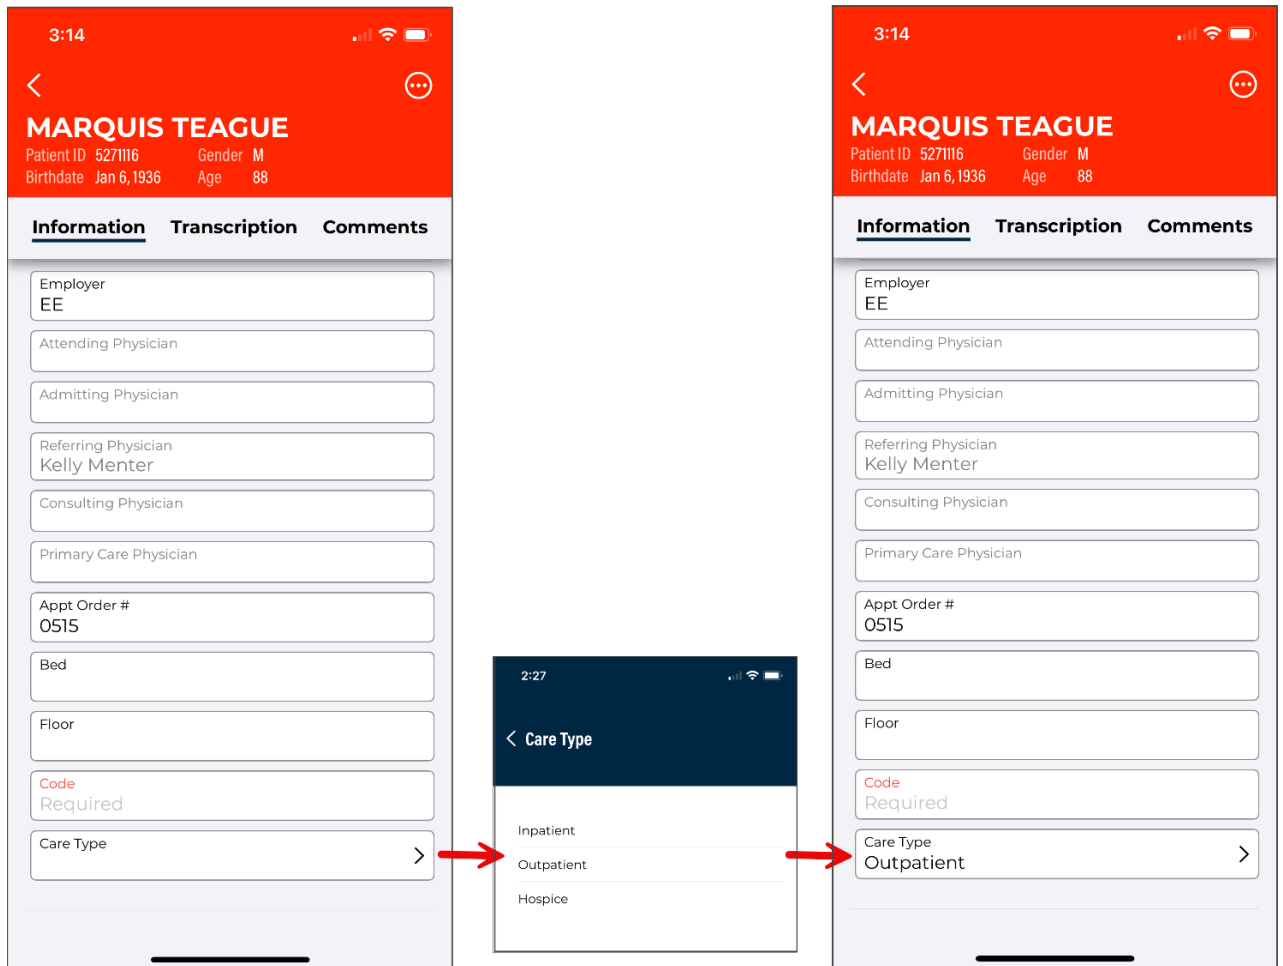 3:14
MARQUIS TEAGUE
Patient ID 5271116 Gender M
Birthdate Jan 6, 1936 Age 88
Information Transcription Comments
Employer
EE
Attending Physician
Admitting Physician
Referring Physician
Kelly Menter
Consulting Physician
Primary Care Physician
Appt Order #
0515
Bed
Floor
Code
Required
Care Type
2:27
Care Type
Inpatient
Outpatient
Hospice
3:14
MARQUIS TEAGUE
Patient ID 5271116 Gender M
Birthdate Jan 6, 1936 Age 88
Information Transcription Comments
Employer
EE
Attending Physician
Admitting Physician
Referring Physician
Kelly Menter
Consulting Physician
Primary Care Physician
Appt Order #
0515
Bed
Floor
Code
Required
Care Type
Outpatient